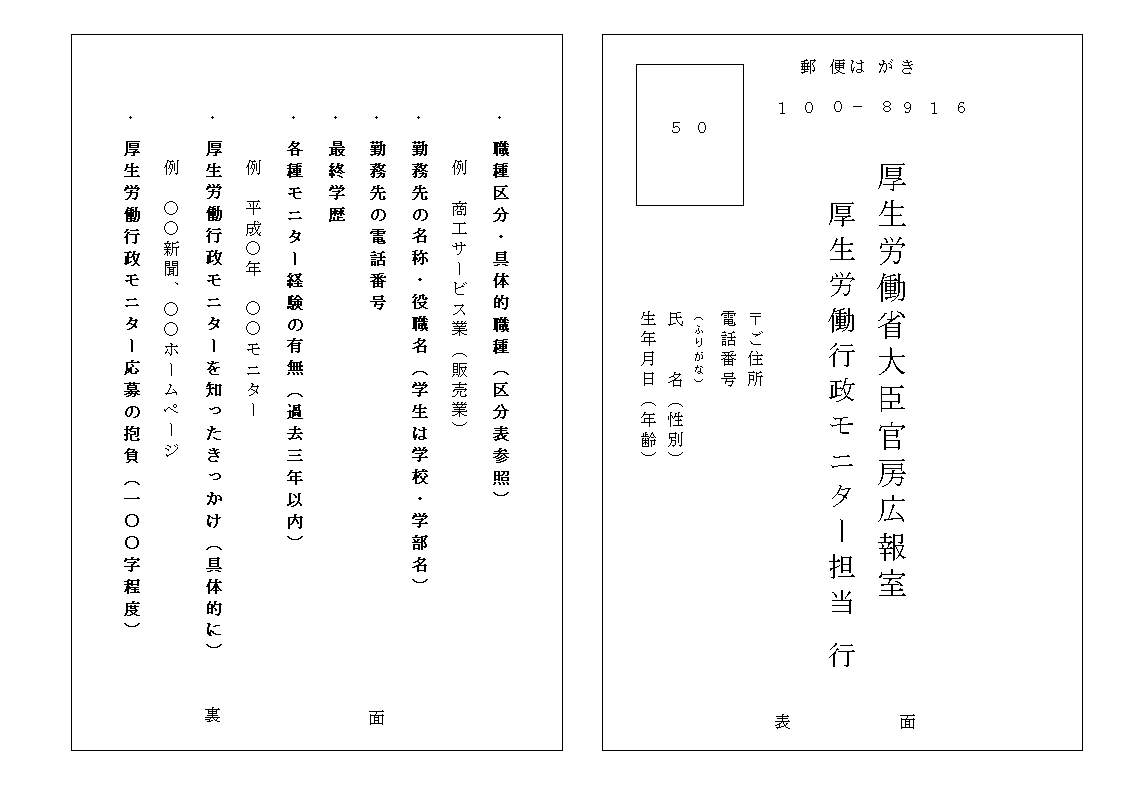 郵便はがき
100-8916
50
厚生労働省大臣官房広報室
厚生労働行政モニター担当 行
〒ご住所
電話番号
(ふりがな)
氏 名(性別)
生年月日(年齢)
表 面
・職種区分・具体的職種(区分表参照)
例 商工サービス業(販売業)
・勤務先の名称・役職名(学生は学校・学部名)
・勤務先の電話番号
・最終学歴
・各種モニター経験の有無(過去三年以内)
例 平成〇年 〇〇モニター
・厚生労働行政モニターを知ったきっかけ(具体的に)
例 〇〇新聞、〇〇ホームページ
・厚生労働行政モニター応募の抱負(一〇〇字程度)
裏 面